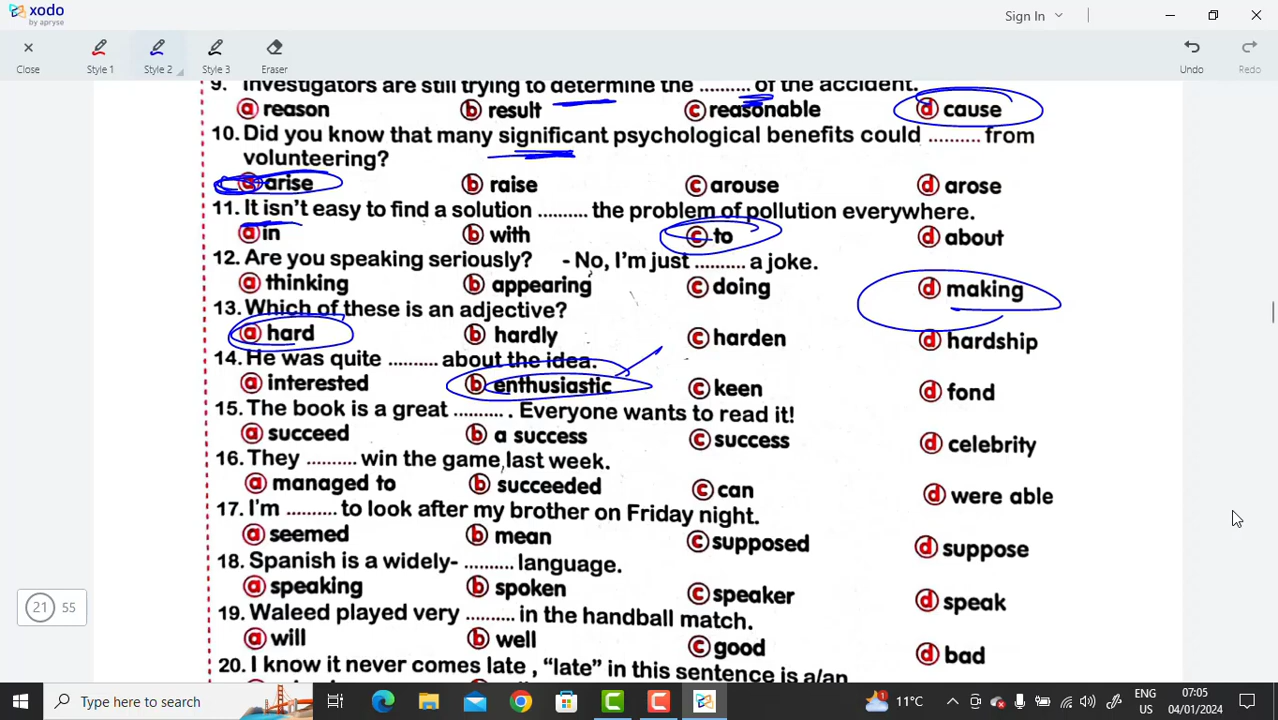 xodo
by apryse
Sign In
Close
Style 1
Style 2
Style 3
Eraser
Undo
Redo
9. Investigators are still trying to determine the .......... of the accident.
a reason b result c reasonable d cause
10. Did you know that many significant psychological benefits could .......... from
volunteering?
a arise b raise c arouse d arose
11. It isn't easy to find a solution .......... the problem of pollution everywhere.
a in b with c to d about
12. Are you speaking seriously? - No, I'm just .......... a joke.
a thinking b appearing c doing d making
13. Which of these is an adjective?
a hard b hardly c harden d hardship
14. He was quite .......... about the idea.
a interested b enthusiastic c keen d fond
15. The book is a great .......... . Everyone wants to read it!
a succeed b a success c success d celebrity
16. They .......... win the game last week.
a managed to b succeeded c can d were able
17. I'm .......... to look after my brother on Friday night.
a seemed b mean c supposed d suppose
18. Spanish is a widely- .......... language.
a speaking b spoken c speaker d speak
19. Waleed played very .......... in the handball match.
a will b well c good d bad
20. I know it never comes late , "late" in this sentence is a/an
21 55
Type here to search
1
11°C
ENG
US
07:05
04/01/2024